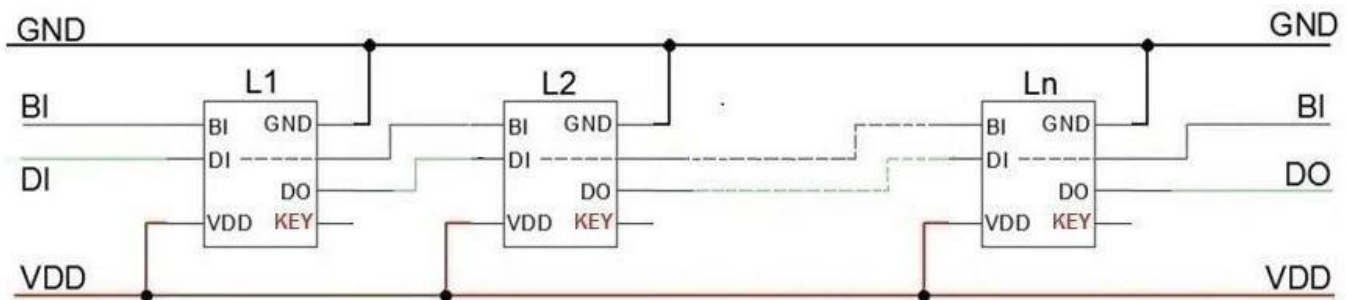 GND GND
L1 L2 Ln
BI BI
BI GND BI GND BI GND
DI DI DI
DI DO
DO DO DO
VDD KEY VDD KEY VDD KEY
VDD VDD